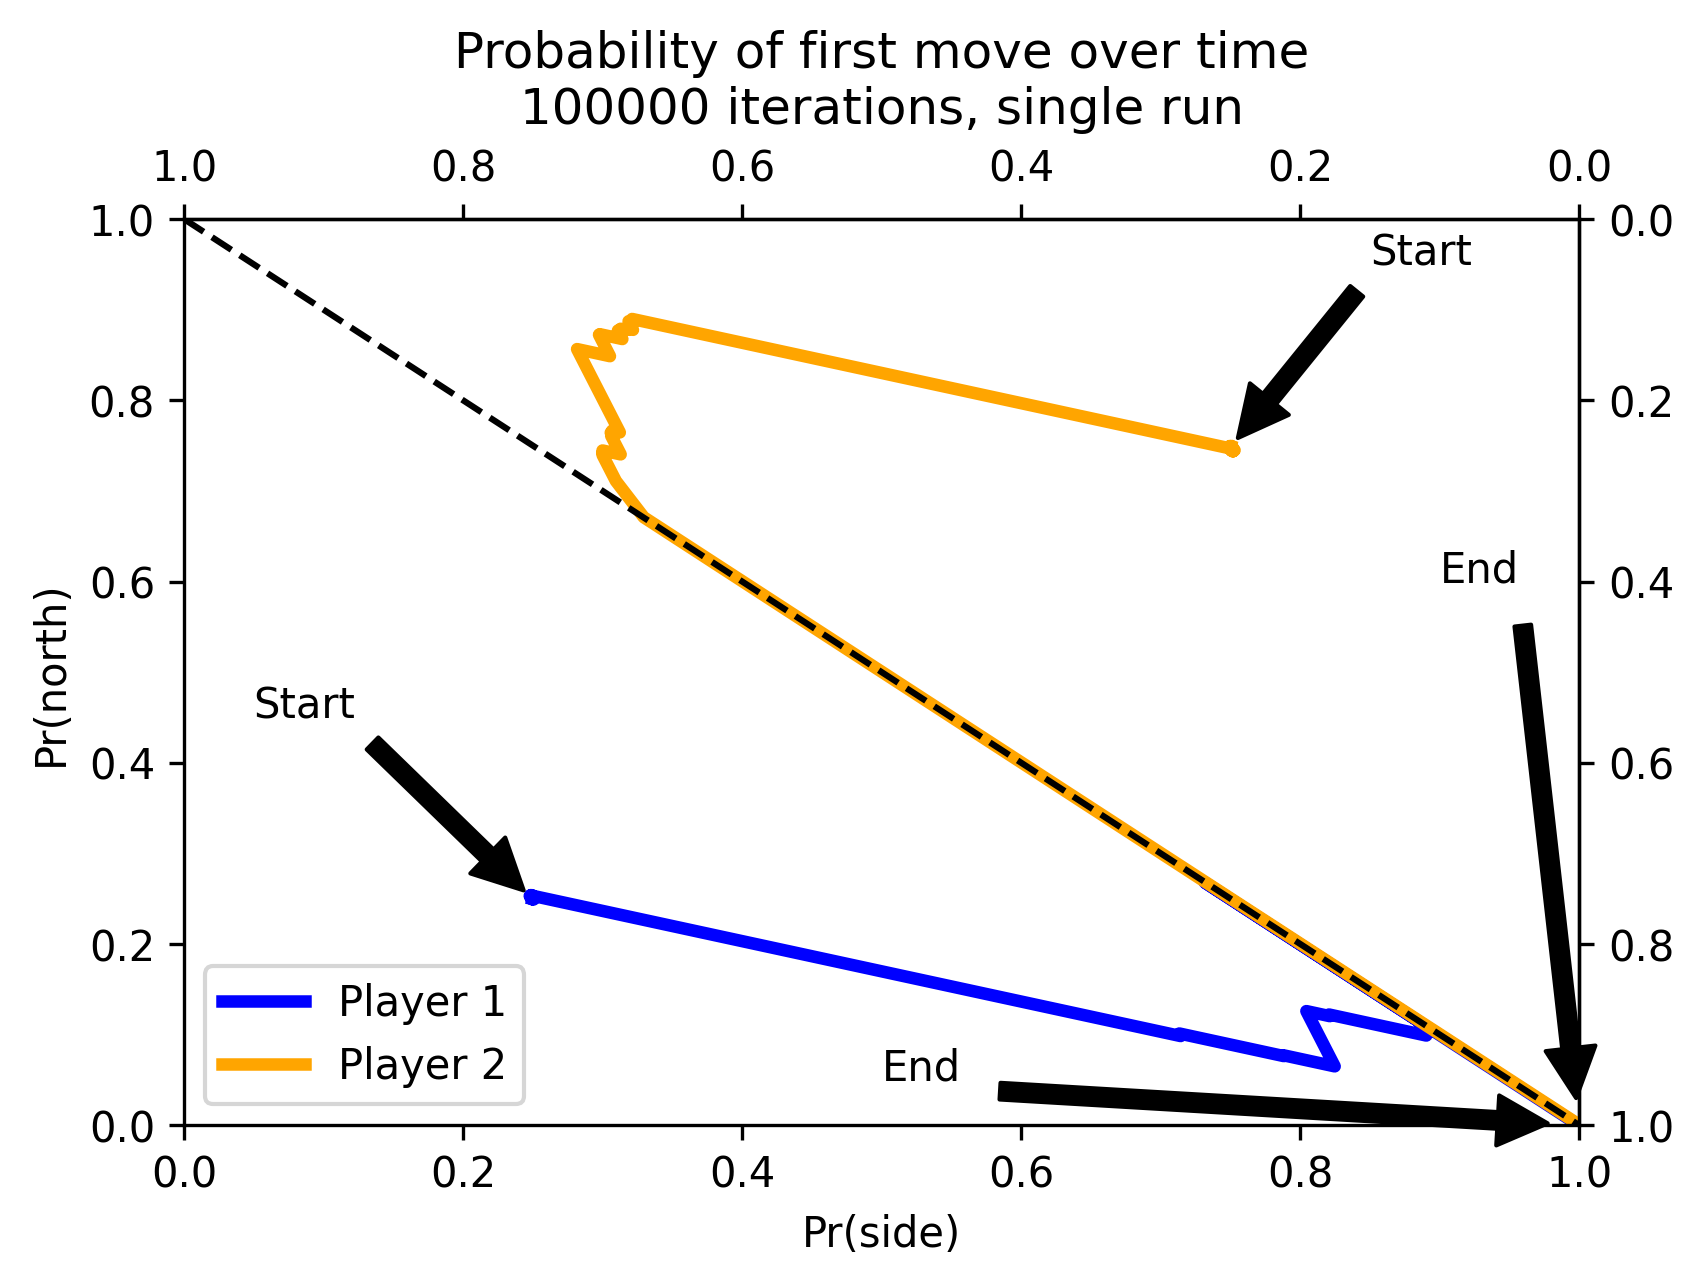 Probability of first move over time
100000 iterations, single run
1.0 0.8 0.6 0.4 0.2 0.0
1.0 0.0
Start
0.8 0.2
End
0.6 0.4
Pr(north)
Start
0.4 0.6
0.2 0.8
Player 1
Player 2
End
0.0 1.0
0.0 0.2 0.4 0.6 0.8 1.0
Pr(side)